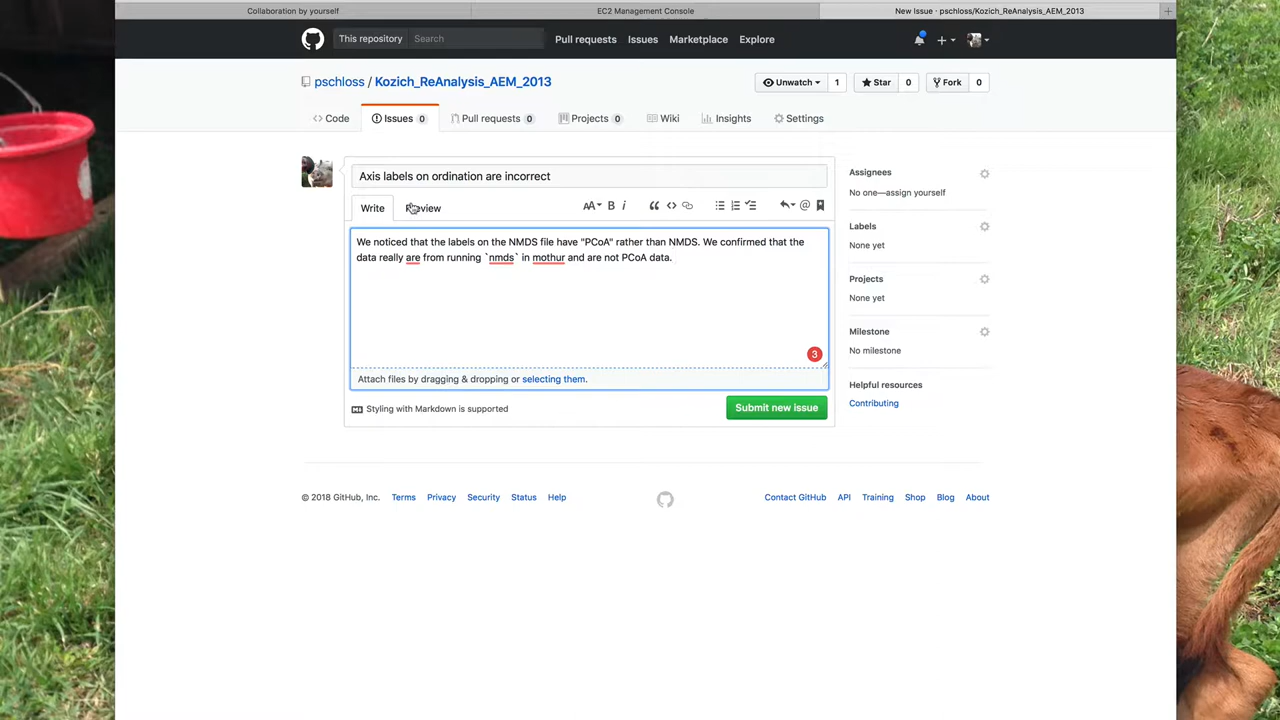 Collaboration by yourself
EC2 Management Console
New Issue · pschloss/Kozich_ReAnalysis_AEM_2013
This repository
Search
Pull requests
Issues
Marketplace
Explore
pschloss / Kozich_ReAnalysis_AEM_2013
Unwatch
1
Star
0
Fork
0
Code
Issues 0
Pull requests 0
Projects 0
Wiki
Insights
Settings
Axis labels on ordination are incorrect
Write
AA
B
i
We noticed that the labels on the NMDS file have "PCoA" rather than NMDS. We confirmed that the
data really are from running `nmds` in mothur and are not PCoA data.
3
Attach files by dragging & dropping or selecting them.
Styling with Markdown is supported
Submit new issue
Assignees
No one—assign yourself
Labels
None yet
Projects
None yet
Milestone
No milestone
Helpful resources
Contributing
© 2018 GitHub, Inc.
Terms
Privacy
Security
Status
Help
Contact GitHub
API
Training
Shop
Blog
About